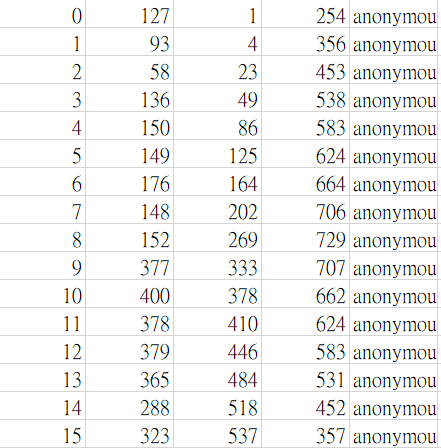 0 127 1 254 anonymou
1 93 4 356 anonymou
2 58 23 453 anonymou
3 136 49 538 anonymou
4 150 86 583 anonymou
5 149 125 624 anonymou
6 176 164 664 anonymou
7 148 202 706 anonymou
8 152 269 729 anonymou
9 377 333 707 anonymou
10 400 378 662 anonymou
11 378 410 624 anonymou
12 379 446 583 anonymou
13 365 484 531 anonymou
14 288 518 452 anonymou
15 323 537 357 anonymou